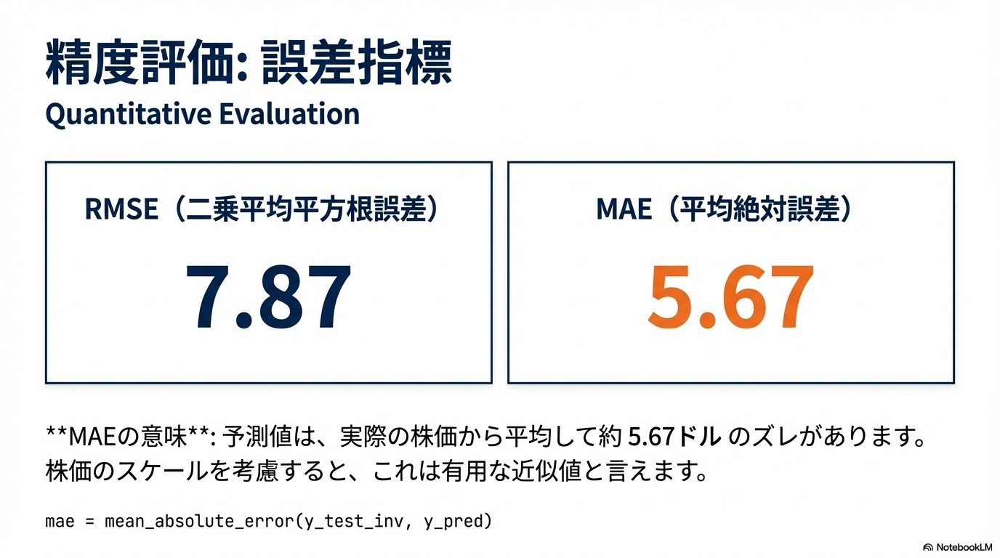 精度評価: 誤差指標
Quantitative Evaluation
RMSE（二乗平均平方根誤差）
7.87
MAE（平均絶対誤差）
5.67
**MAEの意味**: 予測値は、実際の株価から平均して約 5.67ドル のズレがあります。
株価のスケールを考慮すると、これは有用な近似値と言えます。
mae = mean_absolute_error(y_test_inv, y_pred)
NotebookLM